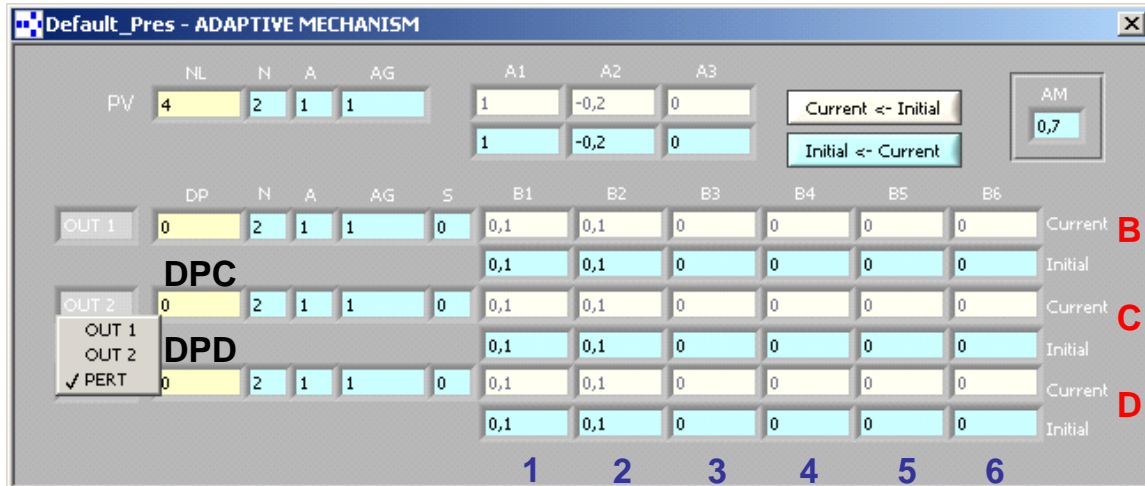 Default_Pres - ADAPTIVE MECHANISM
NL N A AG A1 A2 A3
PV 4 2 1 1 1 -0,2 0 Current <- Initial AM
0,7
1 -0,2 0 Initial <- Current
DP N A AG S B1 B2 B3 B4 B5 B6
OUT 1 0 2 1 1 0 0,1 0,1 0 0 0 0 Current B
DPC 0,1 0,1 0 0 0 0 Initial
OUT 2 0 2 1 1 0 0,1 0,1 0 0 0 0 Current C
OUT 1
OUT 2 DPD 0,1 0,1 0 0 0 0 Initial
✓ PERT 0 2 1 1 0 0,1 0,1 0 0 0 0 Current D
0,1 0,1 0 0 0 0 Initial
1 2 3 4 5 6